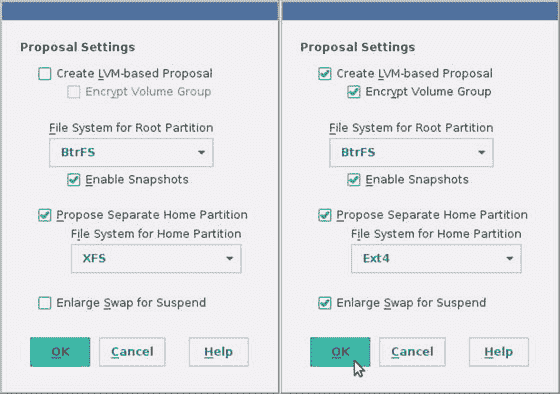 Proposal Settings
Create LVM-based Proposal
Encrypt Volume Group
File System for Root Partition
BtrFS
Enable Snapshots
Propose Separate Home Partition
File System for Home Partition
XFS
Enlarge Swap for Suspend
OK Cancel Help
Proposal Settings
Create LVM-based Proposal
Encrypt Volume Group
File System for Root Partition
BtrFS
Enable Snapshots
Propose Separate Home Partition
File System for Home Partition
Ext4
Enlarge Swap for Suspend
OK Cancel Help